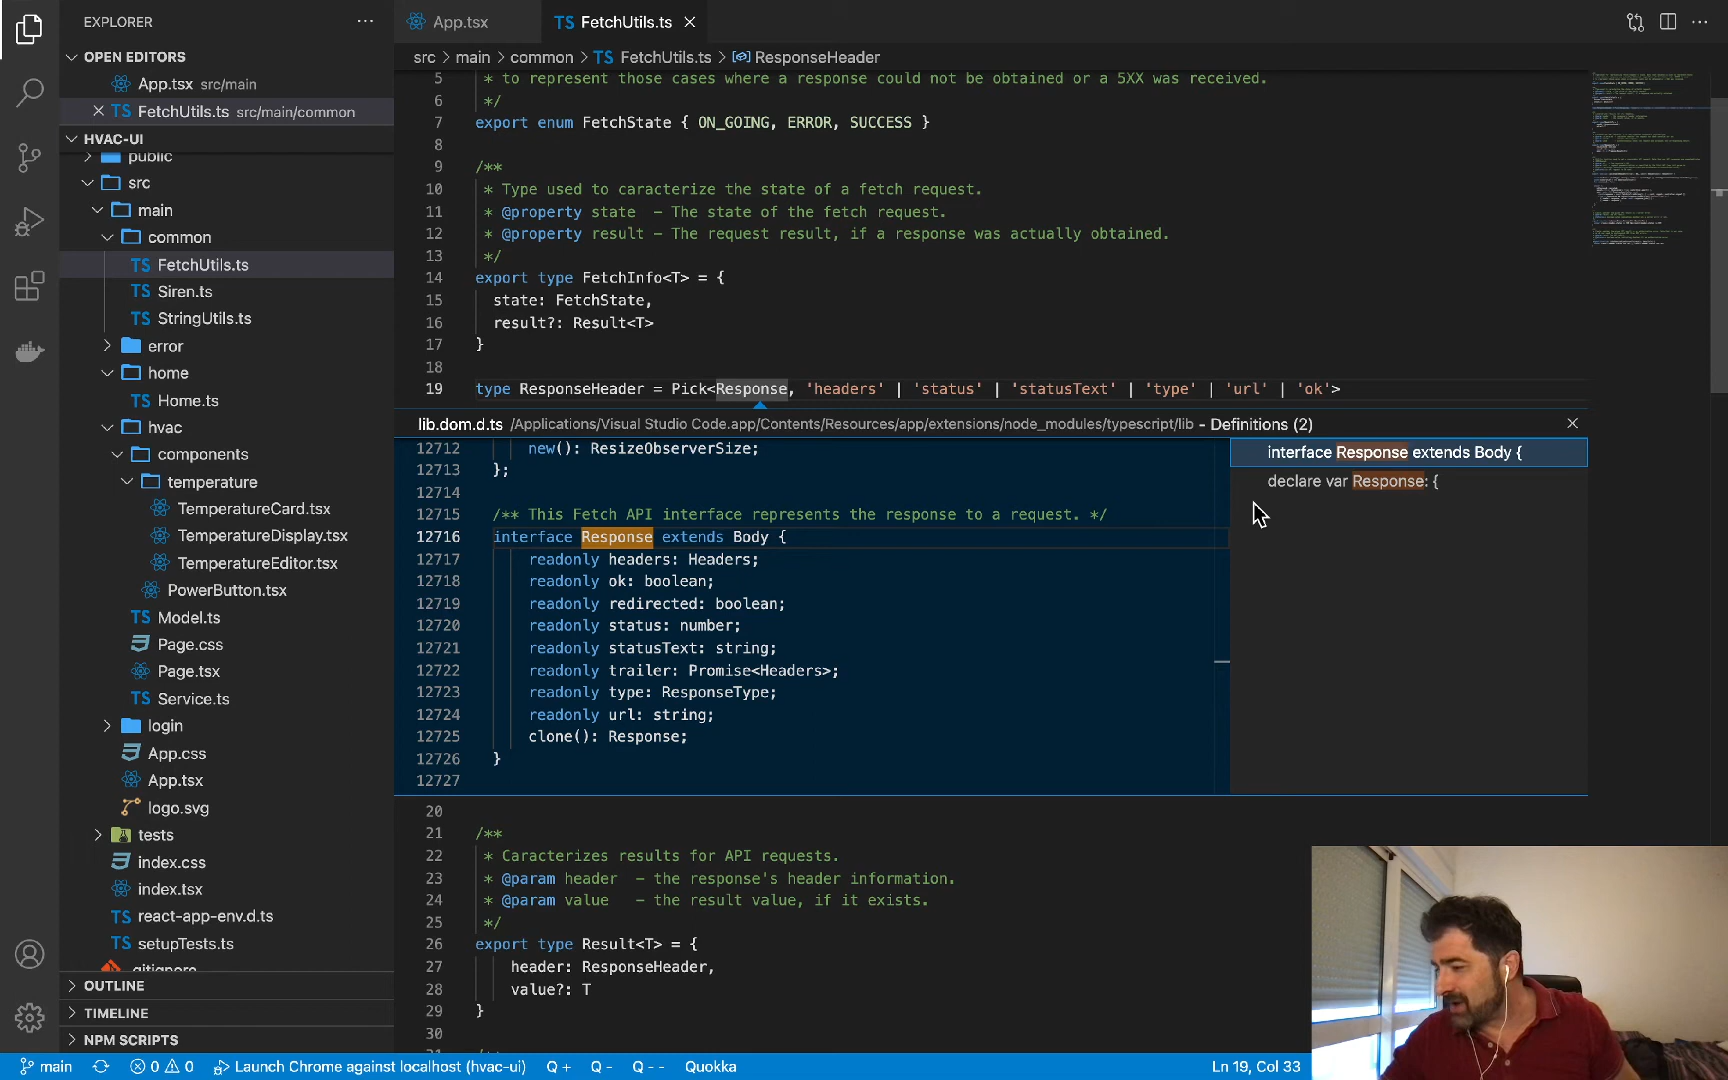 EXPLORER
OPEN EDITORS
App.tsx src/main
FetchUtils.ts src/main/common
HVAC-UI
public
src
main
common
FetchUtils.ts
Siren.ts
StringUtils.ts
error
home
Home.ts
hvac
components
temperature
TemperatureCard.tsx
TemperatureDisplay.tsx
TemperatureEditor.tsx
PowerButton.tsx
Model.ts
Page.css
Page.tsx
Service.ts
login
App.css
App.tsx
logo.svg
tests
index.css
index.tsx
react-app-env.d.ts
setupTests.ts
.gitignore
OUTLINE
TIMELINE
NPM SCRIPTS
App.tsx
TS FetchUtils.ts
src > main > common > TS FetchUtils.ts > ResponseHeader
5 * to represent those cases where a response could not be obtained or a 5XX was received.
6 */
7 export enum FetchState { ON_GOING, ERROR, SUCCESS }
8
9 /**
10 * Type used to caracterize the state of a fetch request.
11 * @property state - The state of the fetch request.
12 * @property result - The request result, if a response was actually obtained.
13 */
14 export type FetchInfo<T> = {
15 state: FetchState,
16 result?: Result<T>
17 }
18
19 type ResponseHeader = Pick<Response, 'headers' | 'status' | 'statusText' | 'type' | 'url' | 'ok'>
lib.dom.d.ts /Applications/Visual Studio Code.app/Contents/Resources/app/extensions/node_modules/typescript/lib - Definitions (2)
12712 new(): ResizeObserverSize;
12713 };
12714
12715 /** This Fetch API interface represents the response to a request. */
12716 interface Response extends Body {
12717 readonly headers: Headers;
12718 readonly ok: boolean;
12719 readonly redirected: boolean;
12720 readonly status: number;
12721 readonly statusText: string;
12722 readonly trailer: Promise<Headers>;
12723 readonly type: ResponseType;
12724 readonly url: string;
12725 clone(): Response;
12726 }
12727
interface Response extends Body {
declare var Response: {
20
21 /**
22 * Caracterizes results for API requests.
23 * @param header - the response's header information.
24 * @param value - the result value, if it exists.
25 */
26 export type Result<T> = {
27 header: ResponseHeader,
28 value?: T
29 }
30
main 0 0 Launch Chrome against localhost (hvac-ui) Q + Q - Q - - Quokka Ln 19, Col 33